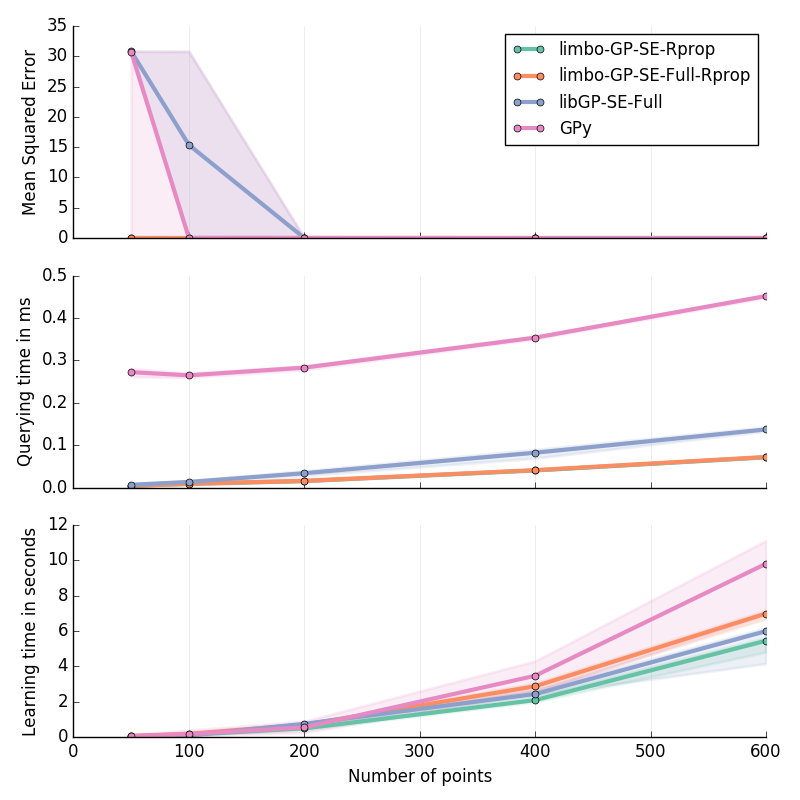 35
30
25
20
15
10
5
0
Mean Squared Error
limbo-GP-SE-Rprop
limbo-GP-SE-Full-Rprop
libGP-SE-Full
GPy
0.5
0.4
0.3
0.2
0.1
0.0
Querying time in ms
12
10
8
6
4
2
0
Learning time in seconds
0 100 200 300 400 500 600
Number of points